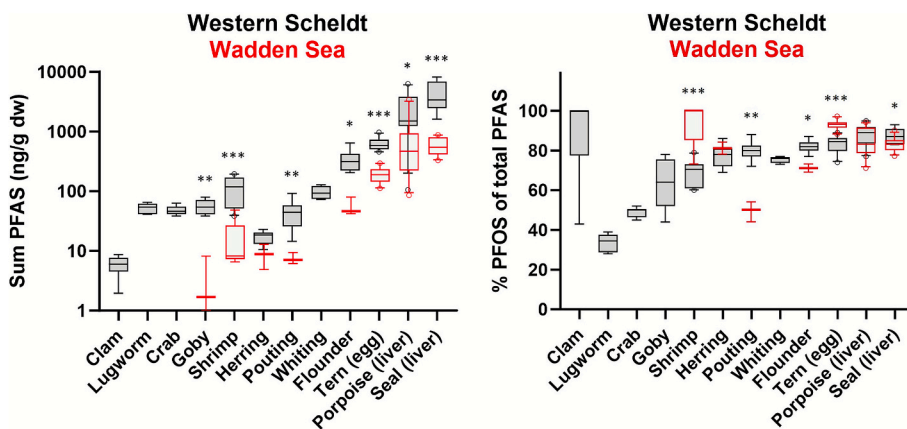 Western Scheldt
Wadden Sea
Sum PFAS (ng/g dw)
10000
1000
100
10
1
**
***
**
*
***
*
***
Clam
Lugworm
Crab
Goby
Shrimp
Herring
Pouting
Whiting
Flounder
Tern (egg)
Porpoise (liver)
Seal (liver)
Western Scheldt
Wadden Sea
% PFOS of total PFAS
100
80
60
40
20
0
***
**
*
***
*
Clam
Lugworm
Crab
Goby
Shrimp
Herring
Pouting
Whiting
Flounder
Tern (egg)
Porpoise (liver)
Seal (liver)